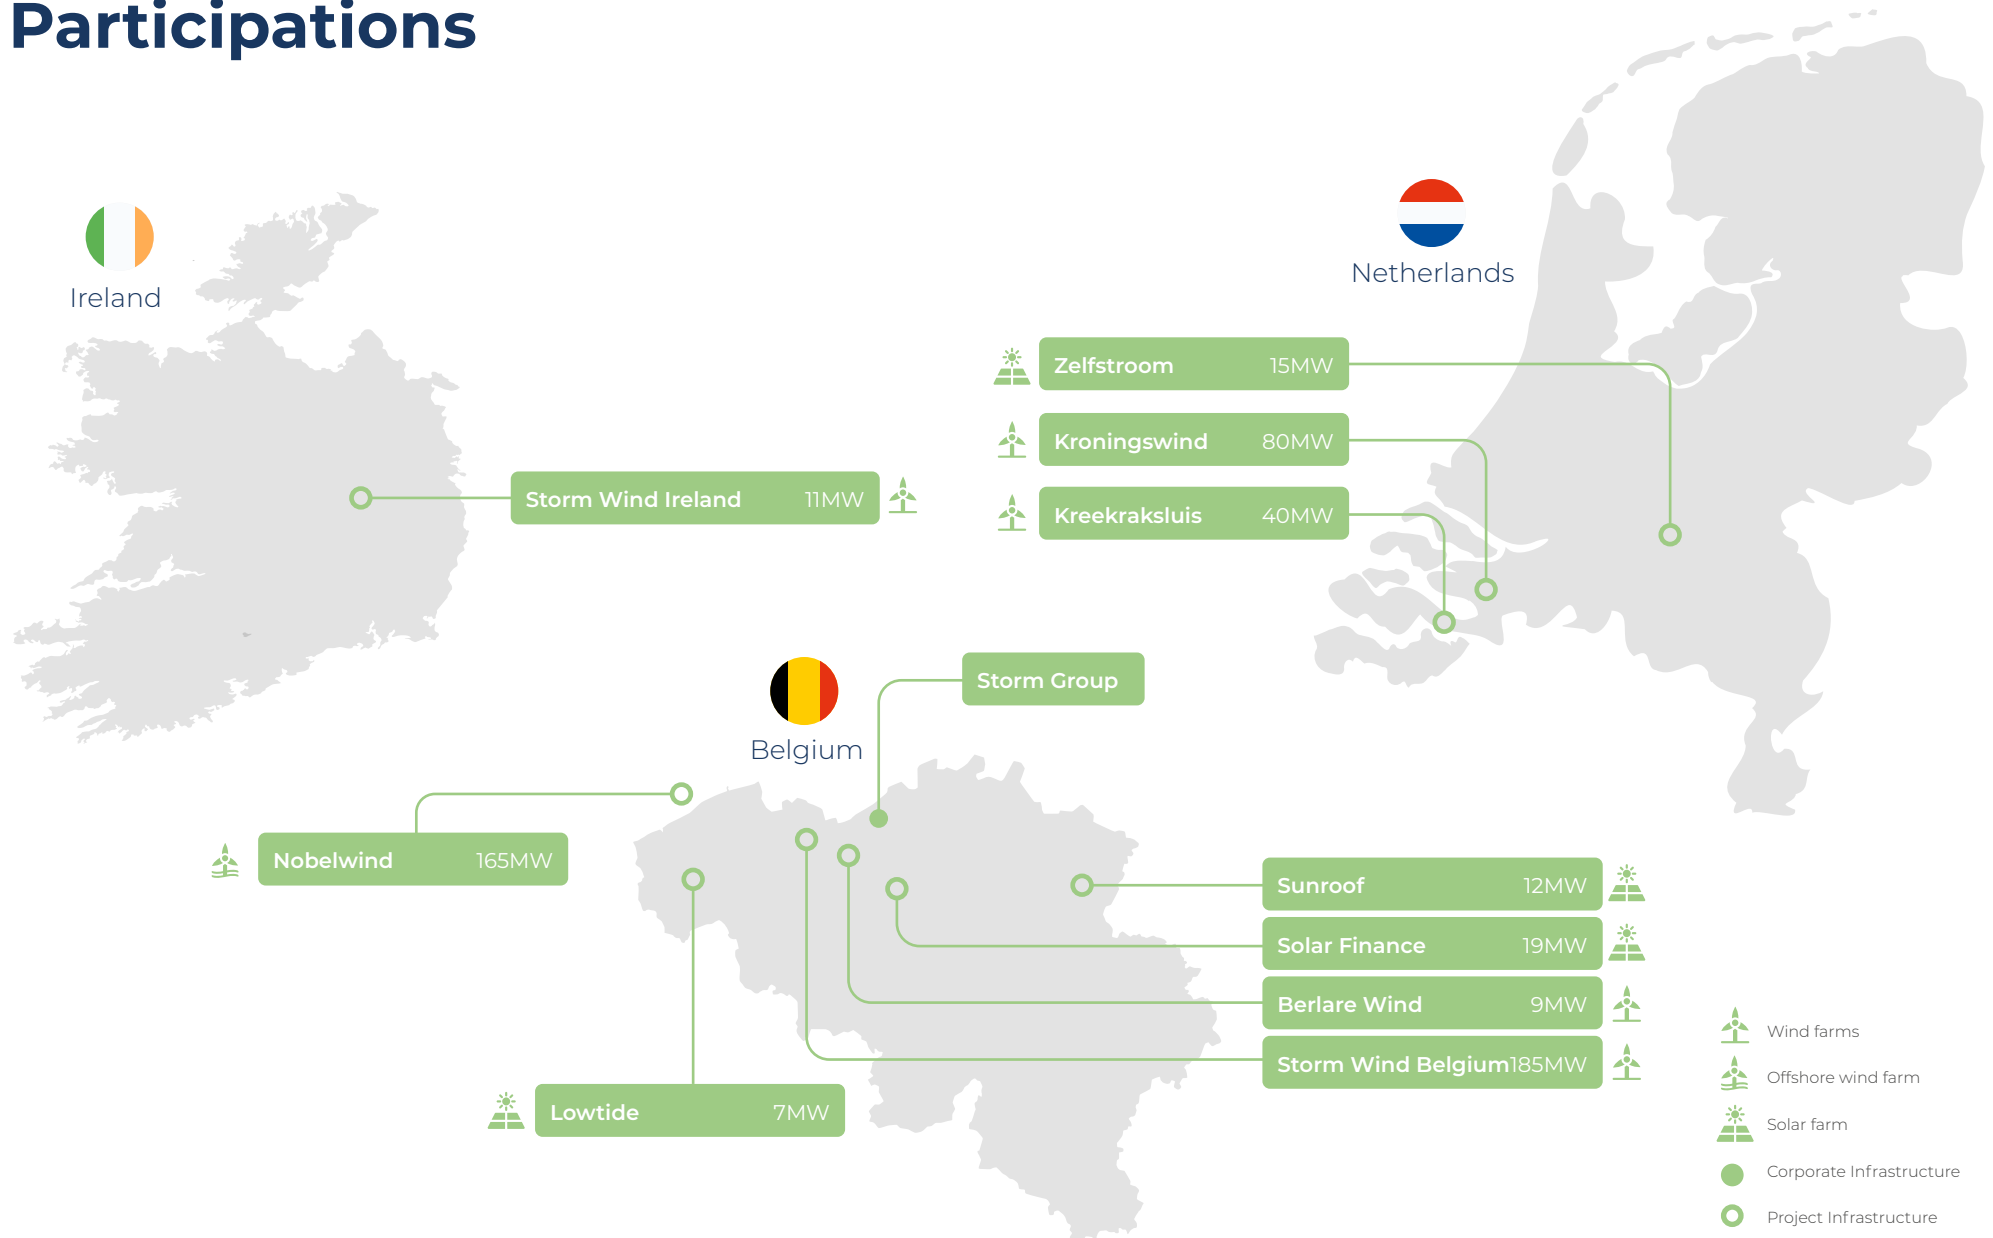 Participations
Ireland
Netherlands
Zelfstroom 15MW
Kroningswind 80MW
Storm Wind Ireland 11MW
Kreekraksluis 40MW
Storm Group
Belgium
Nobelwind 165MW
Sunroof 12MW
Solar Finance 19MW
Berlare Wind 9MW
Storm Wind Belgium 185MW
Lowtide 7MW
Wind farms
Offshore wind farm
Solar farm
Corporate Infrastructure
Project Infrastructure